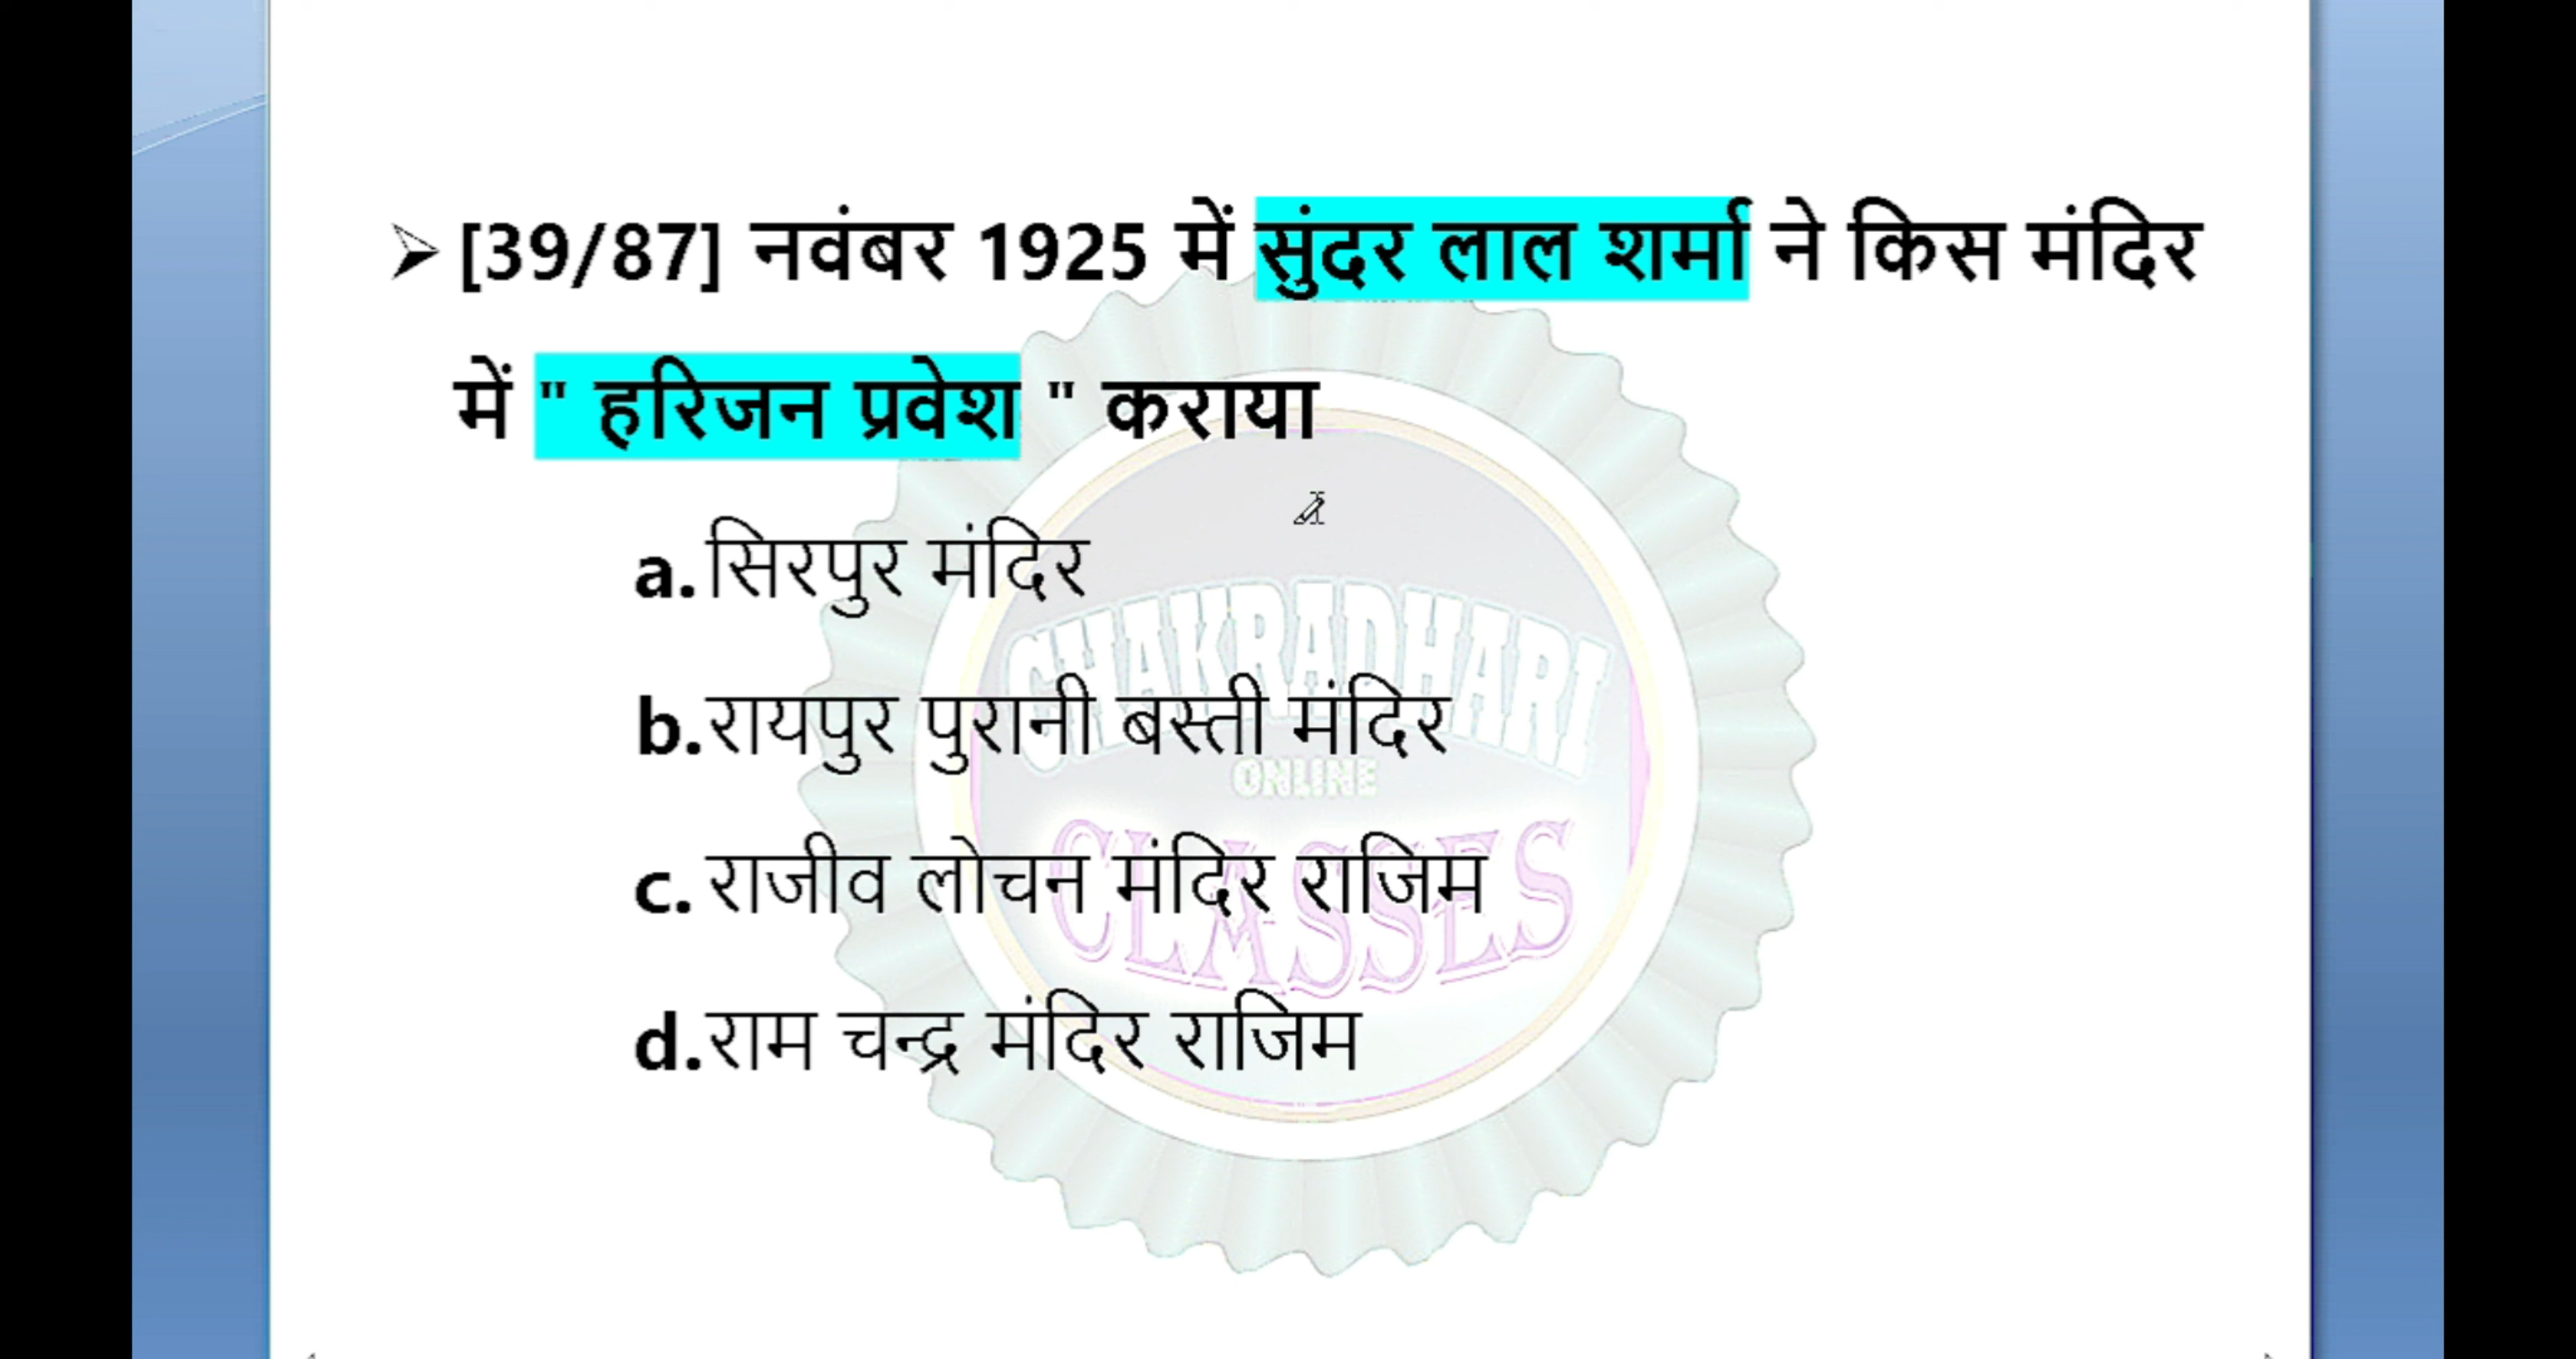 ➢ [39/87] नवंबर 1925 में सुंदर लाल शर्मा ने किस मंदिर
में " हरिजन प्रवेश " कराया
a. सिरपुर मंदिर
b. रायपुर पुरानी बस्ती मंदिर
c. राजीव लोचन मंदिर राजिम
d. राम चन्द्र मंदिर राजिम
CHAKRADHARI
ONLINE
CLASSES